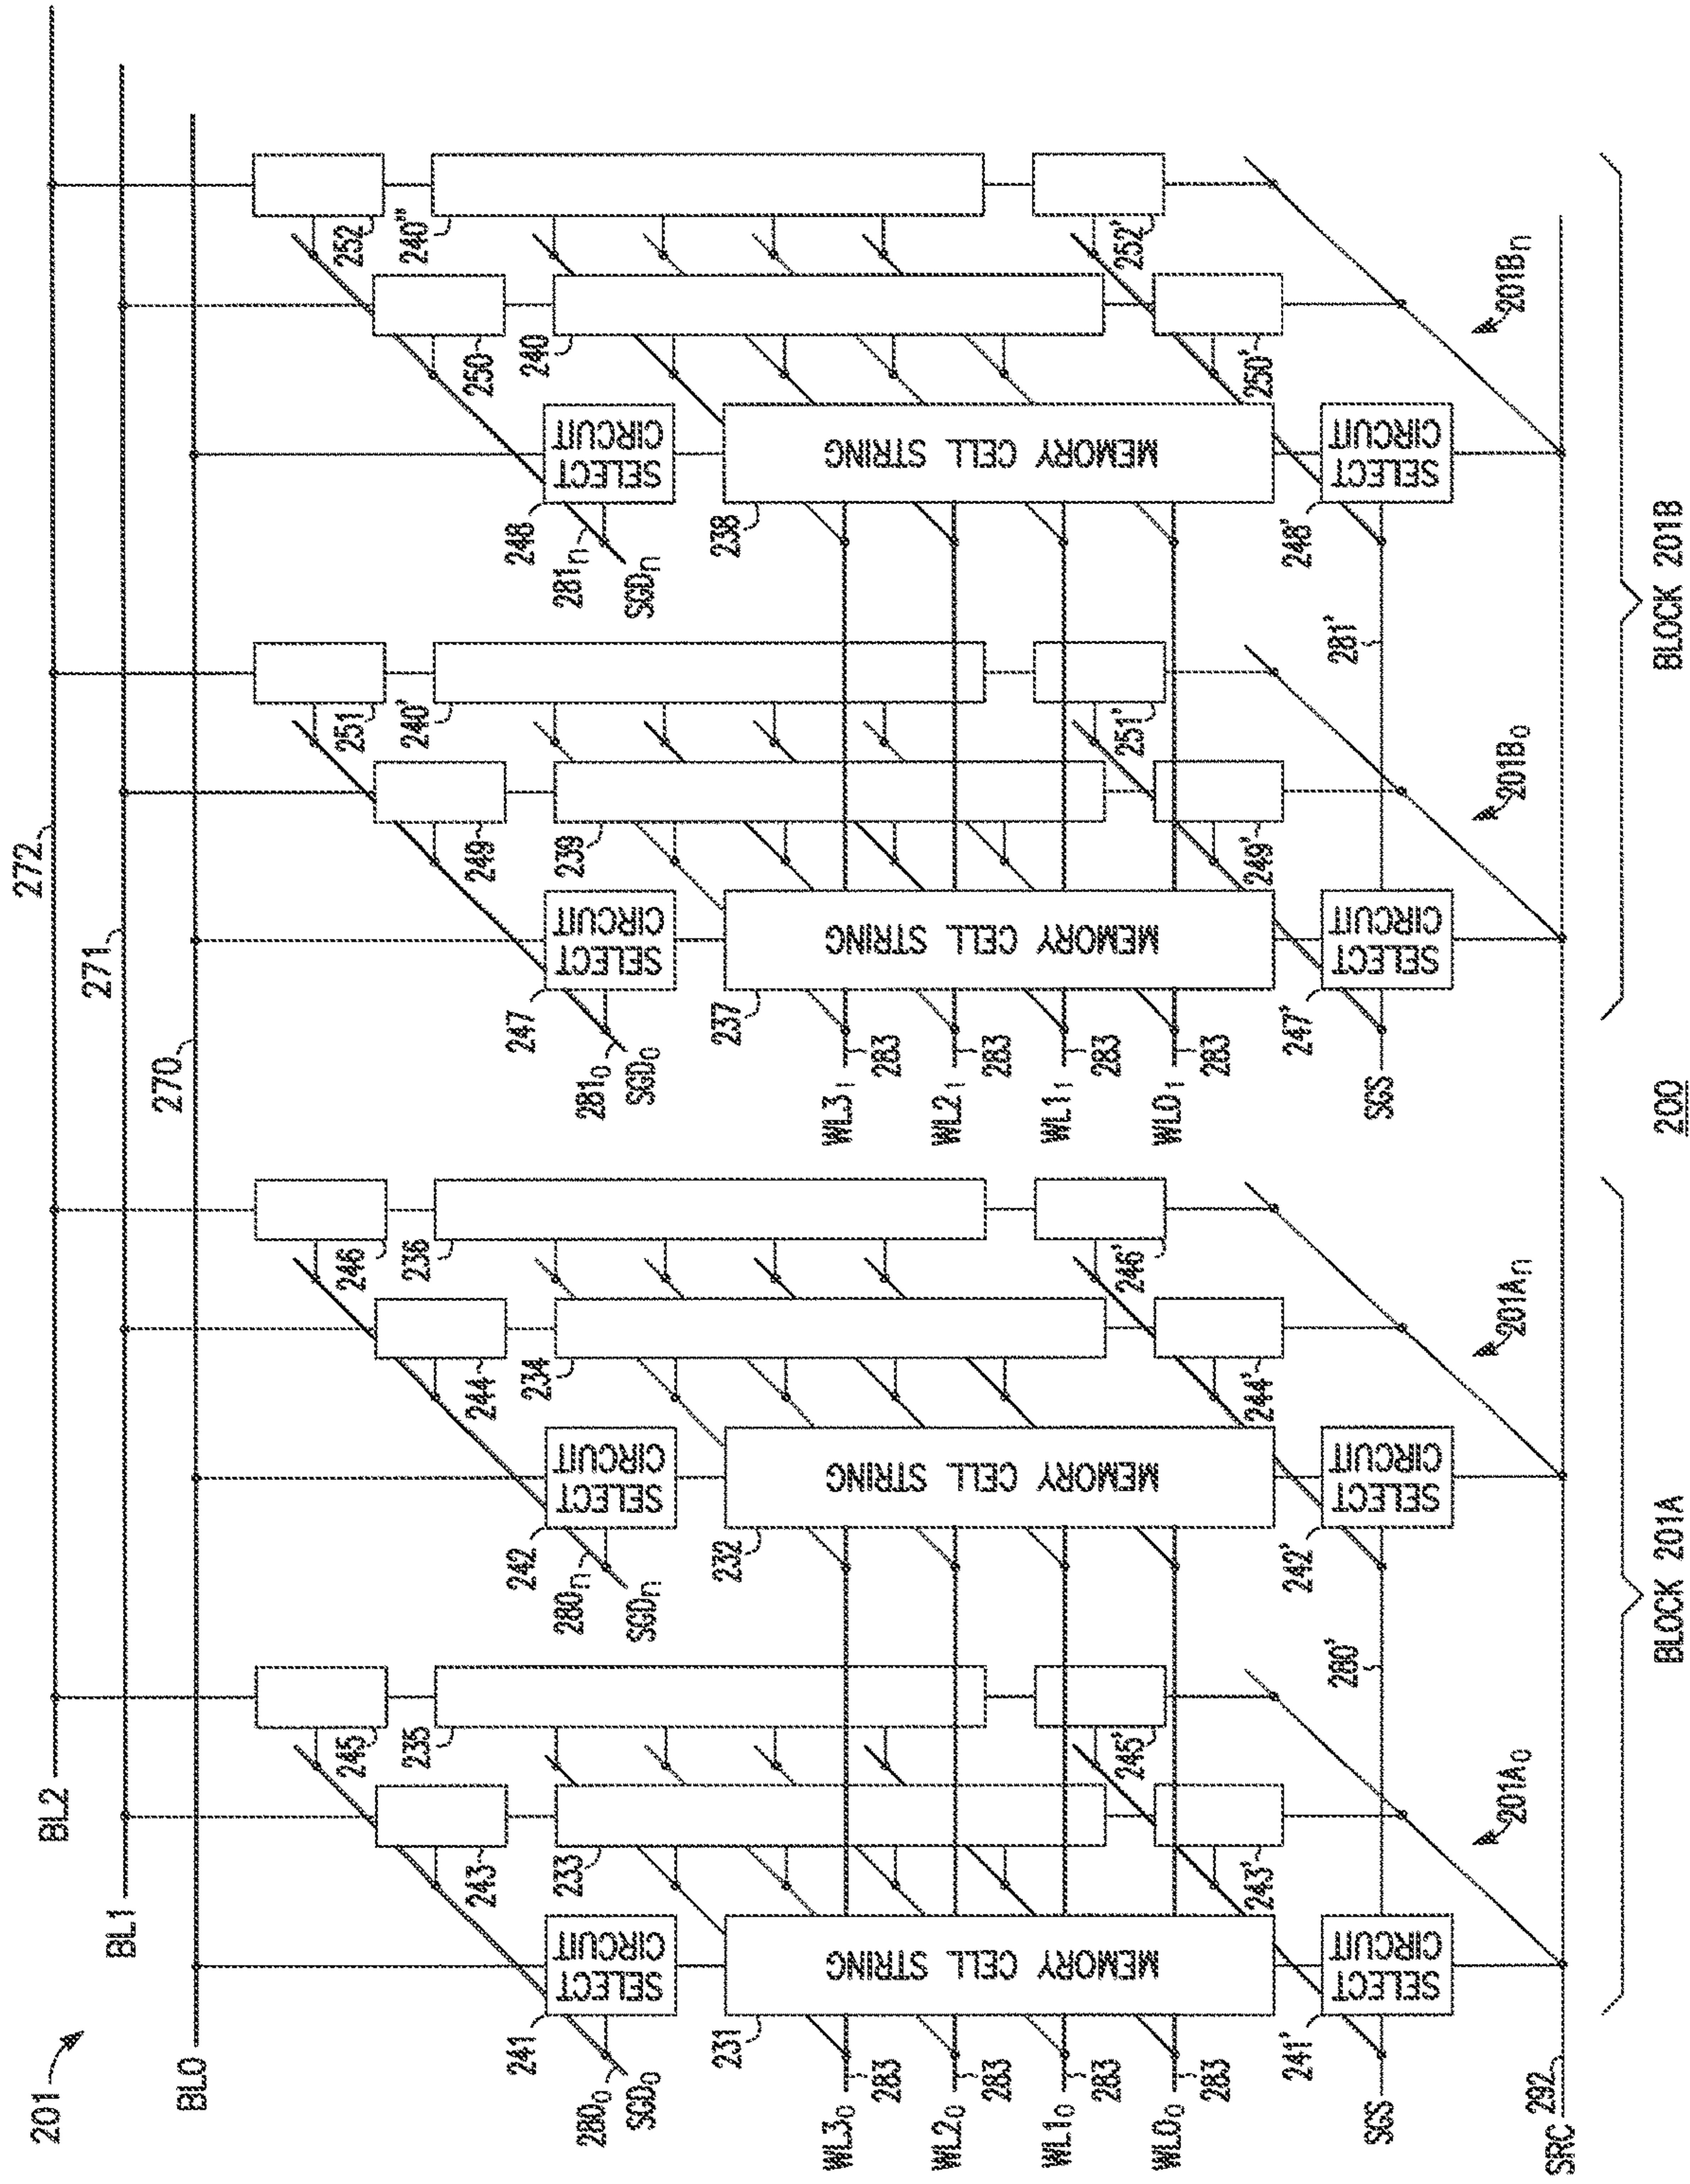 201
272
271
270
BL2
BL1
BL0
245
246
251
252
235
236
240'
240"
243
244
249
250
233
234
239
240
241
242
247
248
SELECT CIRCUIT
SELECT CIRCUIT
SELECT CIRCUIT
SELECT CIRCUIT
280₀
280ₙ
281₀
281ₙ
SGD₀
SGDₙ
SGD₀
SGDₙ
231
232
237
238
MEMORY CELL STRING
MEMORY CELL STRING
MEMORY CELL STRING
MEMORY CELL STRING
WL3₀
283
WL3₁
283
WL2₀
283
WL2₁
283
WL1₀
283
WL1₁
283
WL0₀
283
WL0₁
283
245'
246'
251'
252'
243'
244'
249'
250'
241'
242'
247'
248'
SELECT CIRCUIT
SELECT CIRCUIT
SELECT CIRCUIT
SELECT CIRCUIT
SGS
280'
SGS
281'
201A₀
201Aₙ
201B₀
201Bₙ
SRC
292
BLOCK 201A
BLOCK 201B
200